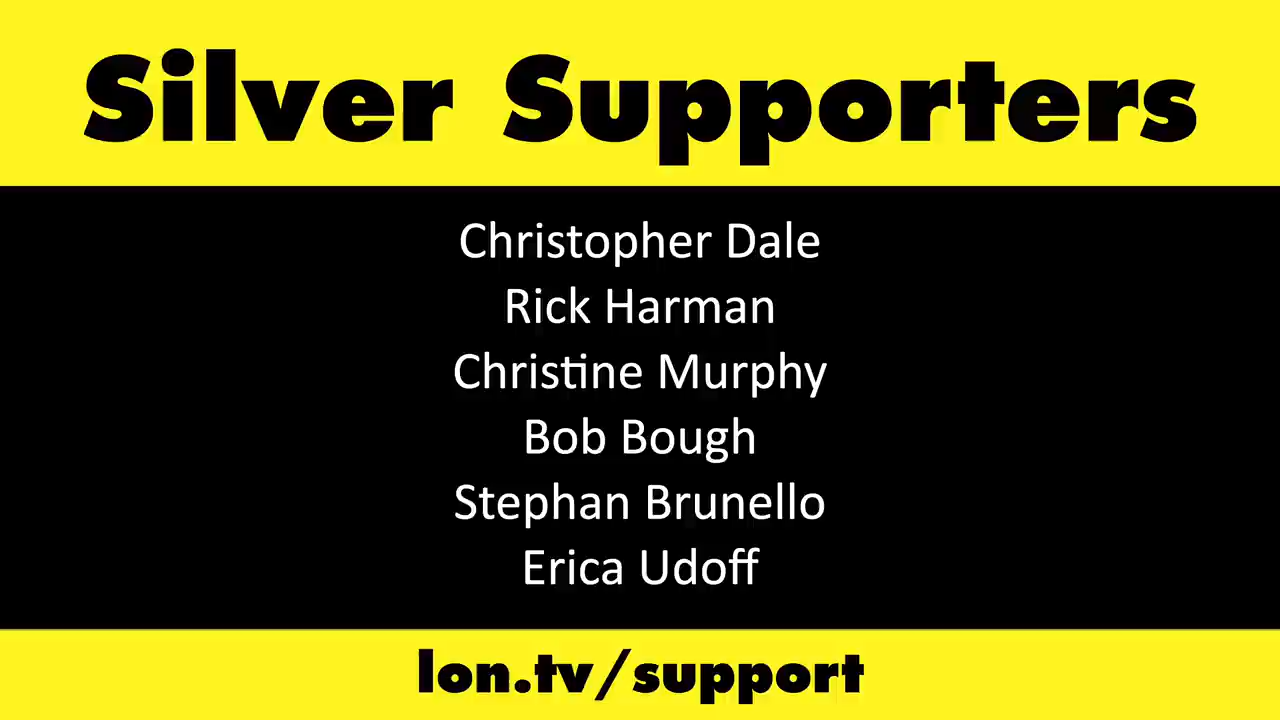 Silver Supporters
Christopher Dale
Rick Harman
Christine Murphy
Bob Bough
Stephan Brunello
Erica Udoff
lon.tv/support